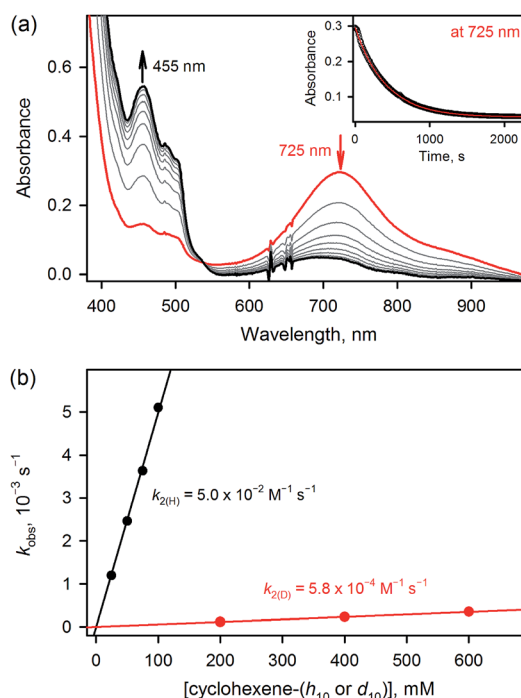 (a)
0.6
0.4
0.2
0.0
Absorbance
455 nm
725 nm
0.3
0.2
0.1
Absorbance
at 725 nm
0 1000 2000
Time, s
400 500 600 700 800 900
Wavelength, nm
(b)
5
4
3
2
1
0
kobs, 10⁻³ s⁻¹
k2(H) = 5.0 x 10⁻² M⁻¹ s⁻¹
k2(D) = 5.8 x 10⁻⁴ M⁻¹ s⁻¹
0 100 200 300 400 500 600
[cyclohexene-(h10 or d10)], mM